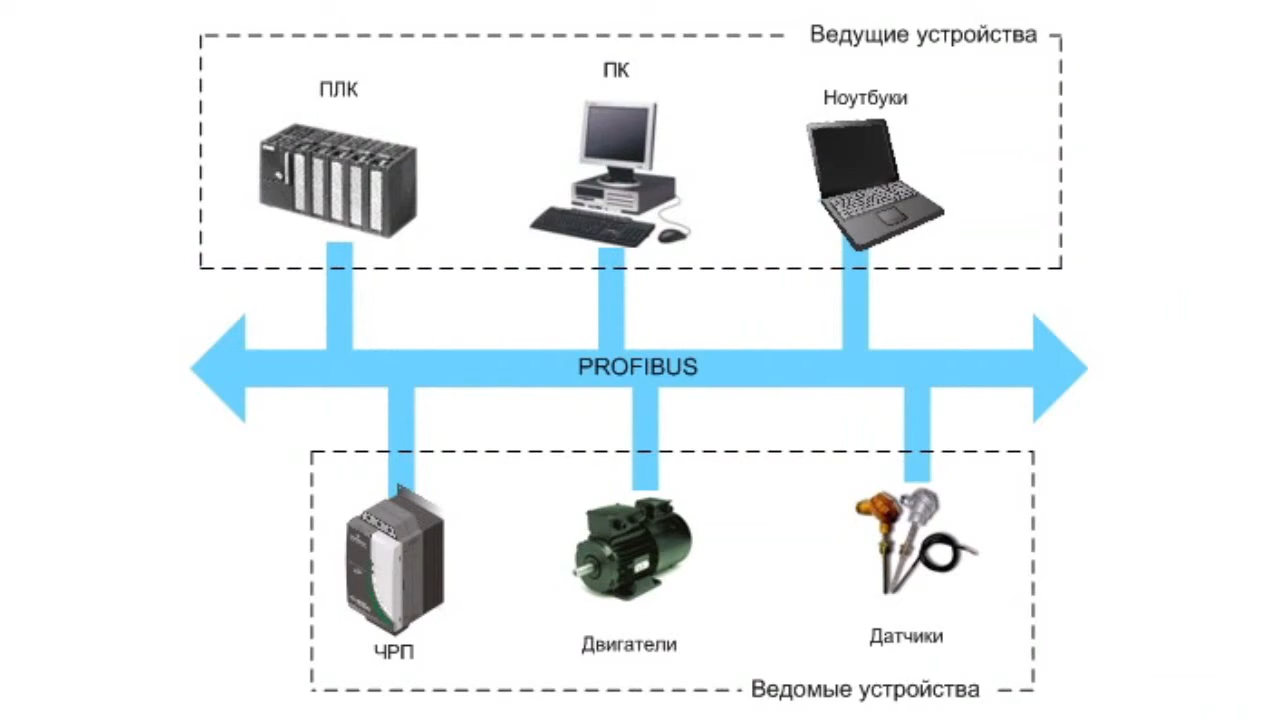 Ведущие устройства
ПК
ПЛК
Ноутбуки
PROFIBUS
ЧРП
Двигатели
Датчики
Ведомые устройства